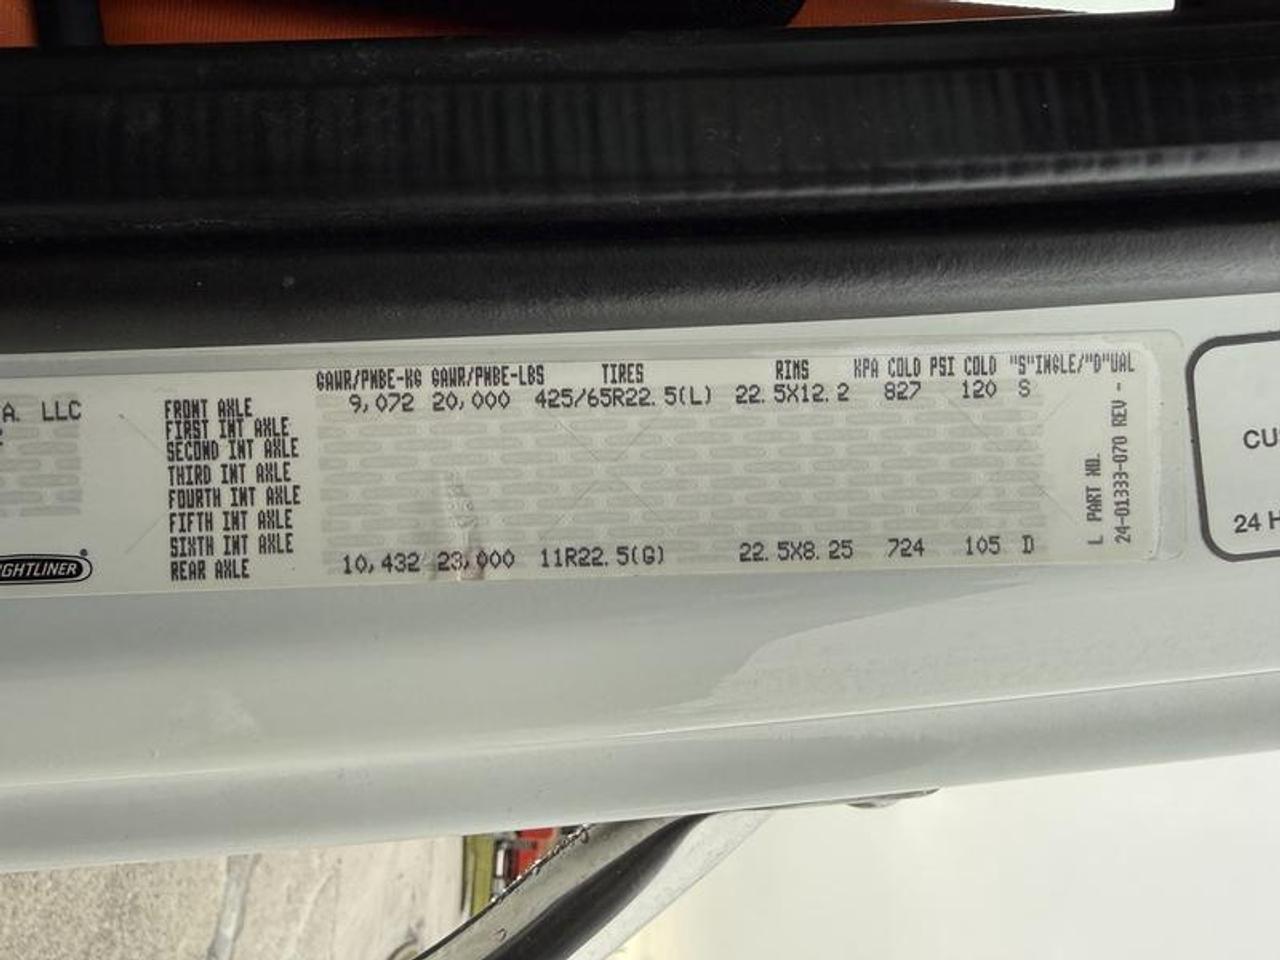 GAWR/PNBE-KG GAWR/PNBE-LBS TIRES RIMS KPA COLD PSI COLD "S"INGLE/"D"UAL
A. LLC
FRONT AXLE 9,072 20,000 425/65R22.5(L) 22.5X12.2 827 120 S
FIRST INT AXLE
SECOND INT AXLE
THIRD INT AXLE
FOURTH INT AXLE
FIFTH INT AXLE
SIXTH INT AXLE
REAR AXLE 10,432 23,000 11R22.5(G) 22.5X8.25 724 105 D
GHTLINER®
L PART NO.
24-01333-070 REV -
CU
24 H